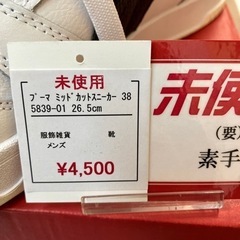 未使用
プーマ ミッドカットスニーカー 38
5839-01 26.5cm
服飾雑貨 靴
メンズ
¥4,500
未使
(要)
素手